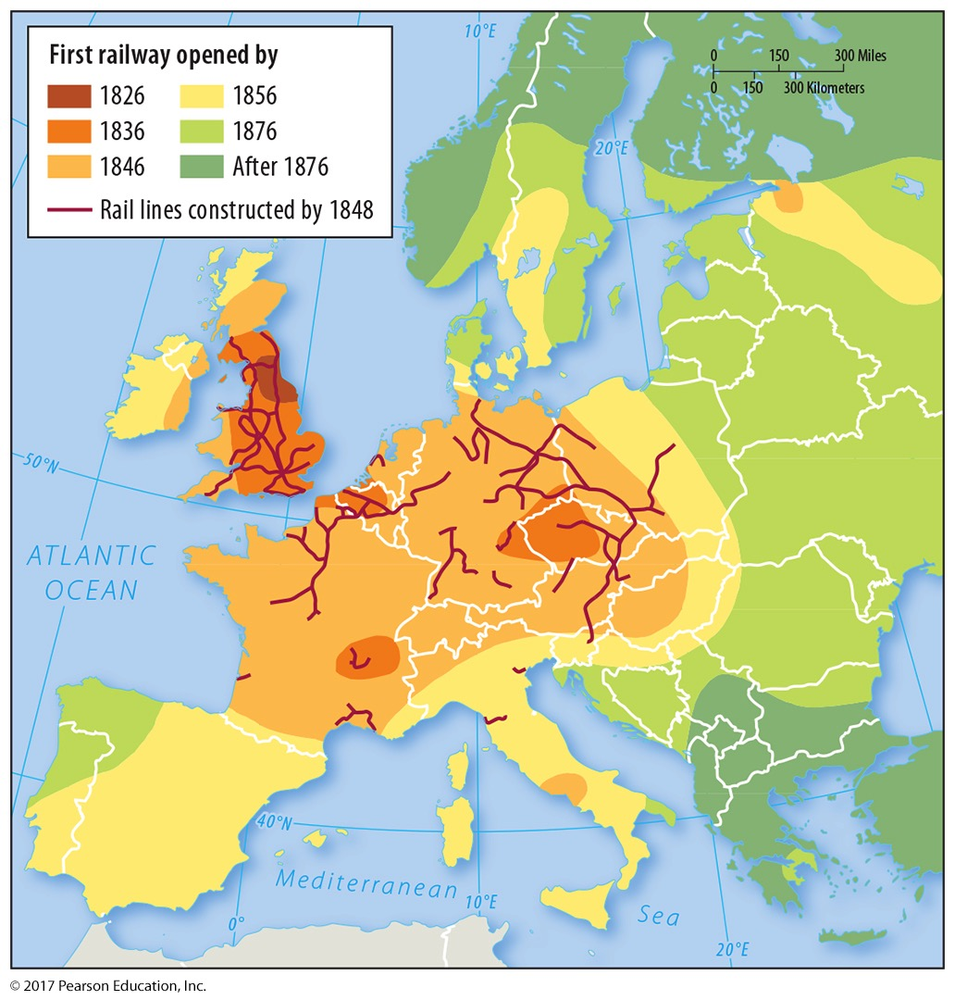 First railway opened by
1826
1856
1836
1876
1846
After 1876
Rail lines constructed by 1848
10°E
0 150 300 Miles
0 150 300 Kilometers
20°E
50°N
ATLANTIC
OCEAN
40°N
Mediterranean
Sea
10°E
0°
20°E
© 2017 Pearson Education, Inc.